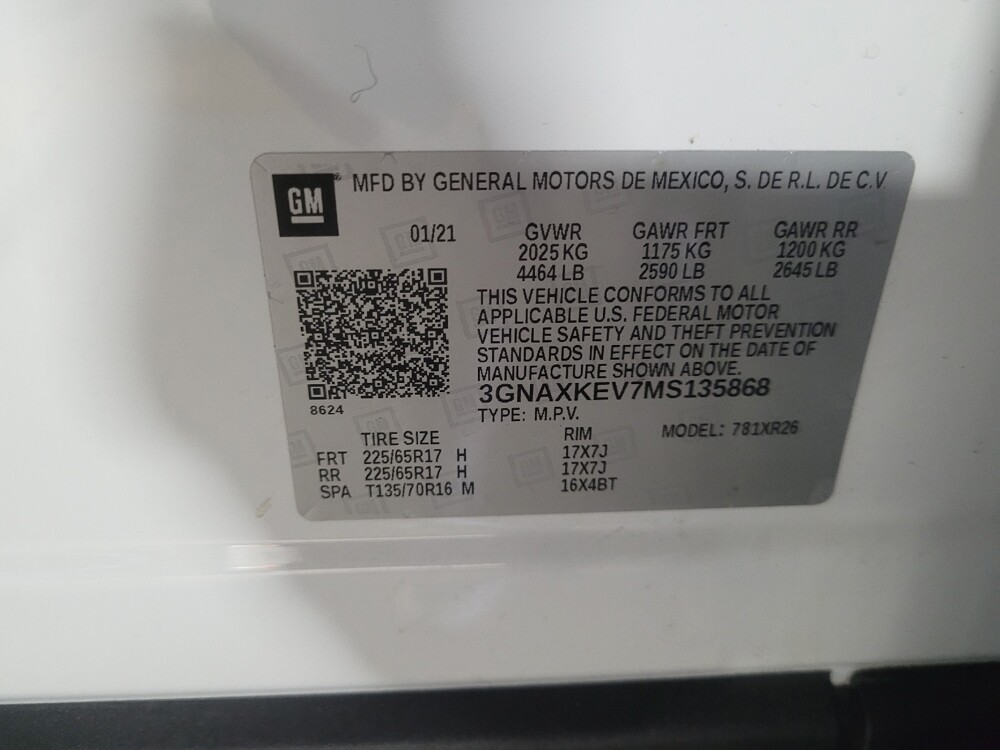 GM
MFD BY GENERAL MOTORS DE MEXICO, S. DE R.L. DE C.V.
01/21
GVWR GAWR FRT GAWR RR
2025 KG 1175 KG 1200 KG
4464 LB 2590 LB 2645 LB
THIS VEHICLE CONFORMS TO ALL
APPLICABLE U.S. FEDERAL MOTOR
VEHICLE SAFETY AND THEFT PREVENTION
STANDARDS IN EFFECT ON THE DATE OF
MANUFACTURE SHOWN ABOVE.
3GNAXKEV7MS135868
8624
TYPE: M.P.V.
MODEL: 781XR26
TIRE SIZE RIM
FRT 225/65R17 H 17X7J
RR 225/65R17 H 17X7J
SPA T135/70R16 M 16X4BT